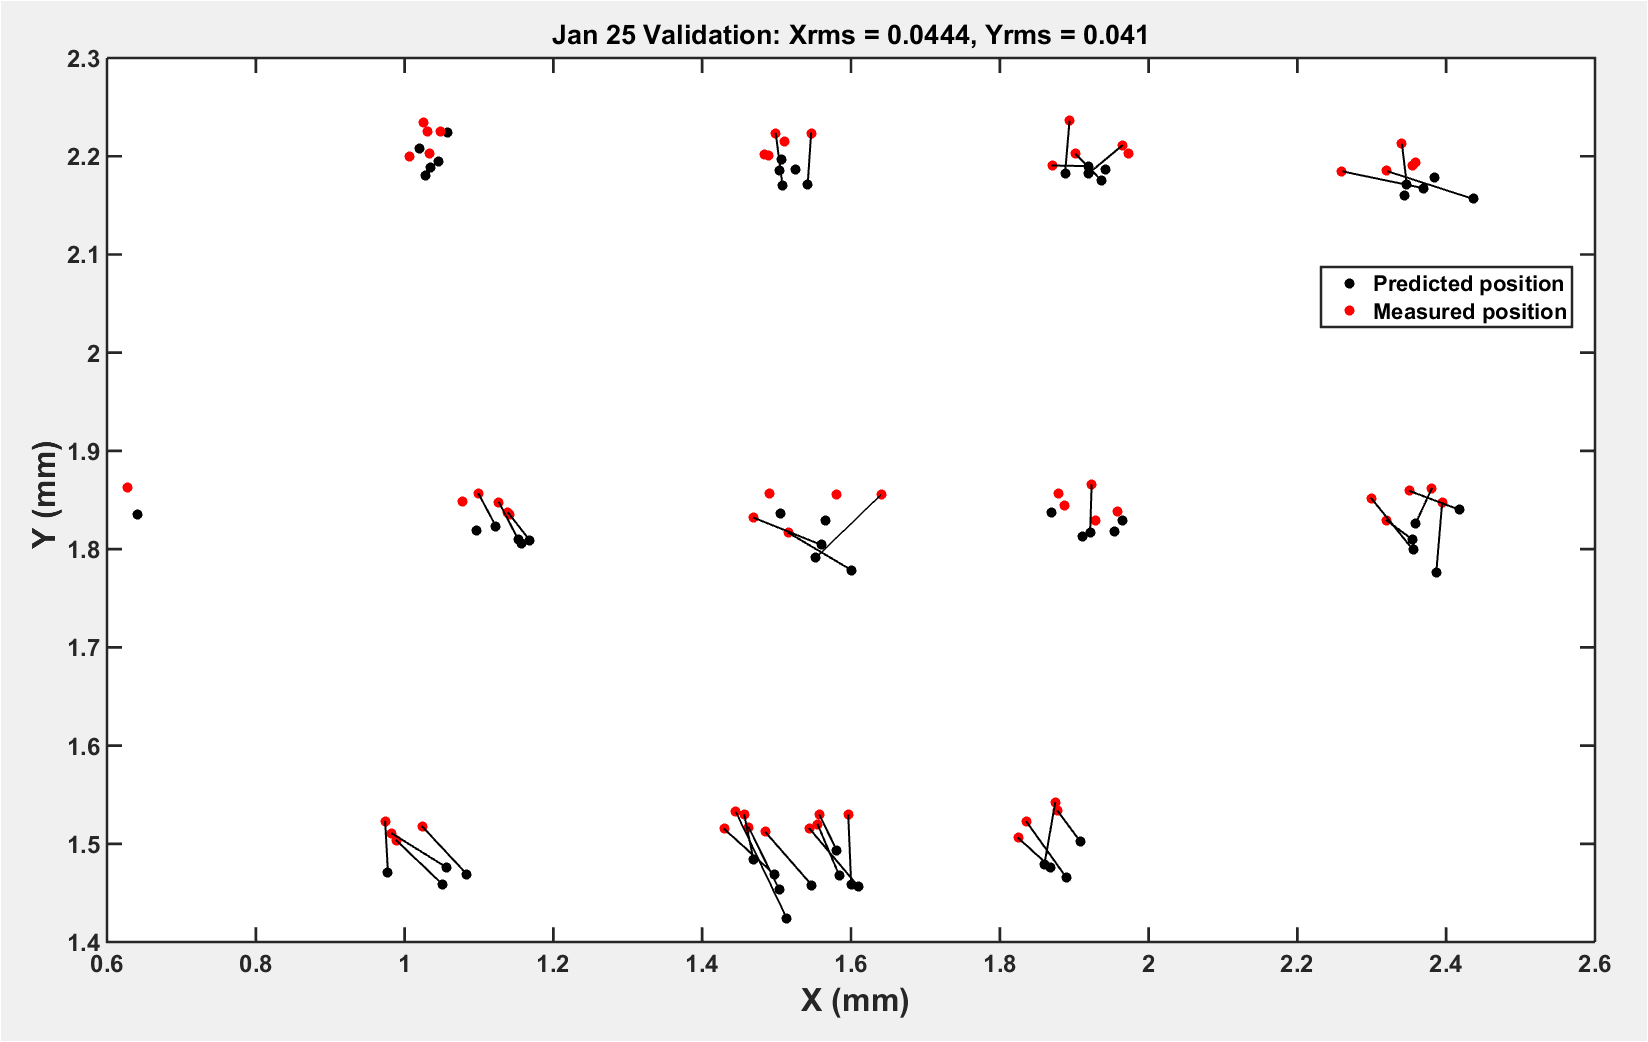 Jan 25 Validation: Xrms = 0.0444, Yrms = 0.041
2.3
2.2
2.1
2
1.9
1.8
1.7
1.6
1.5
1.4
Y (mm)
Predicted position
Measured position
0.6 0.8 1 1.2 1.4 1.6 1.8 2 2.2 2.4 2.6
X (mm)